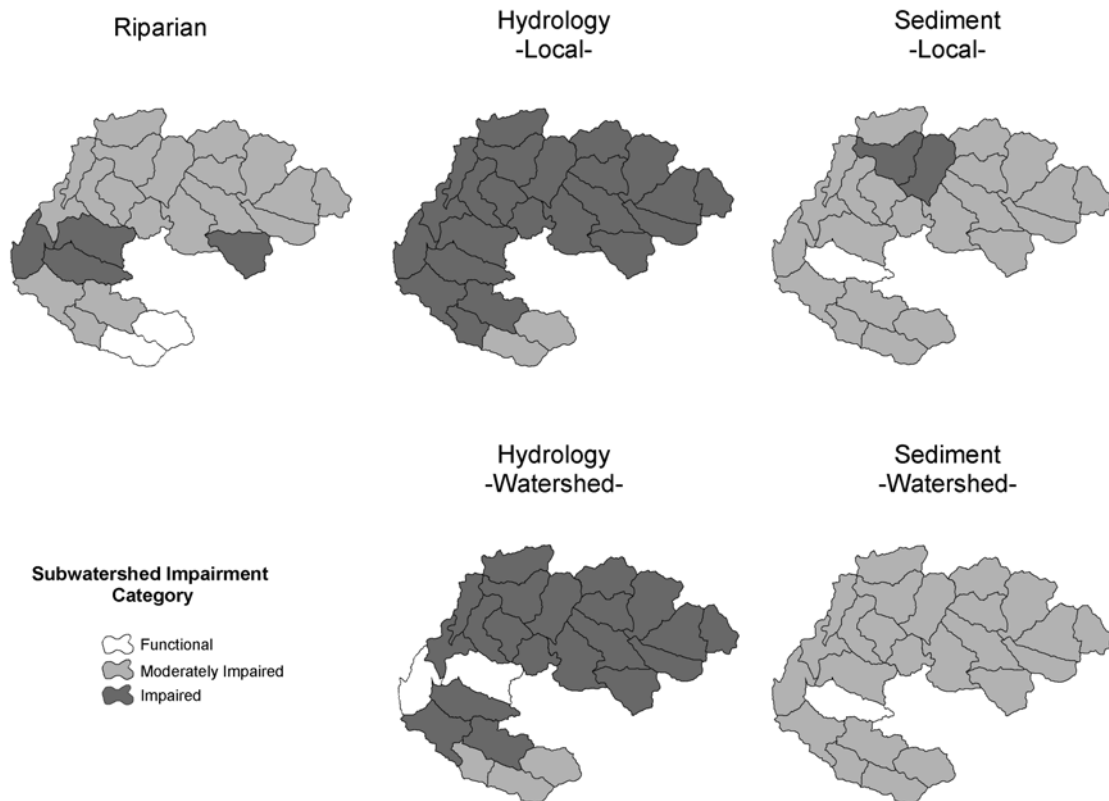 Riparian
Hydrology
-Local-
Sediment
-Local-
Hydrology
-Watershed-
Sediment
-Watershed-
Subwatershed Impairment
Category
Functional
Moderately Impaired
Impaired